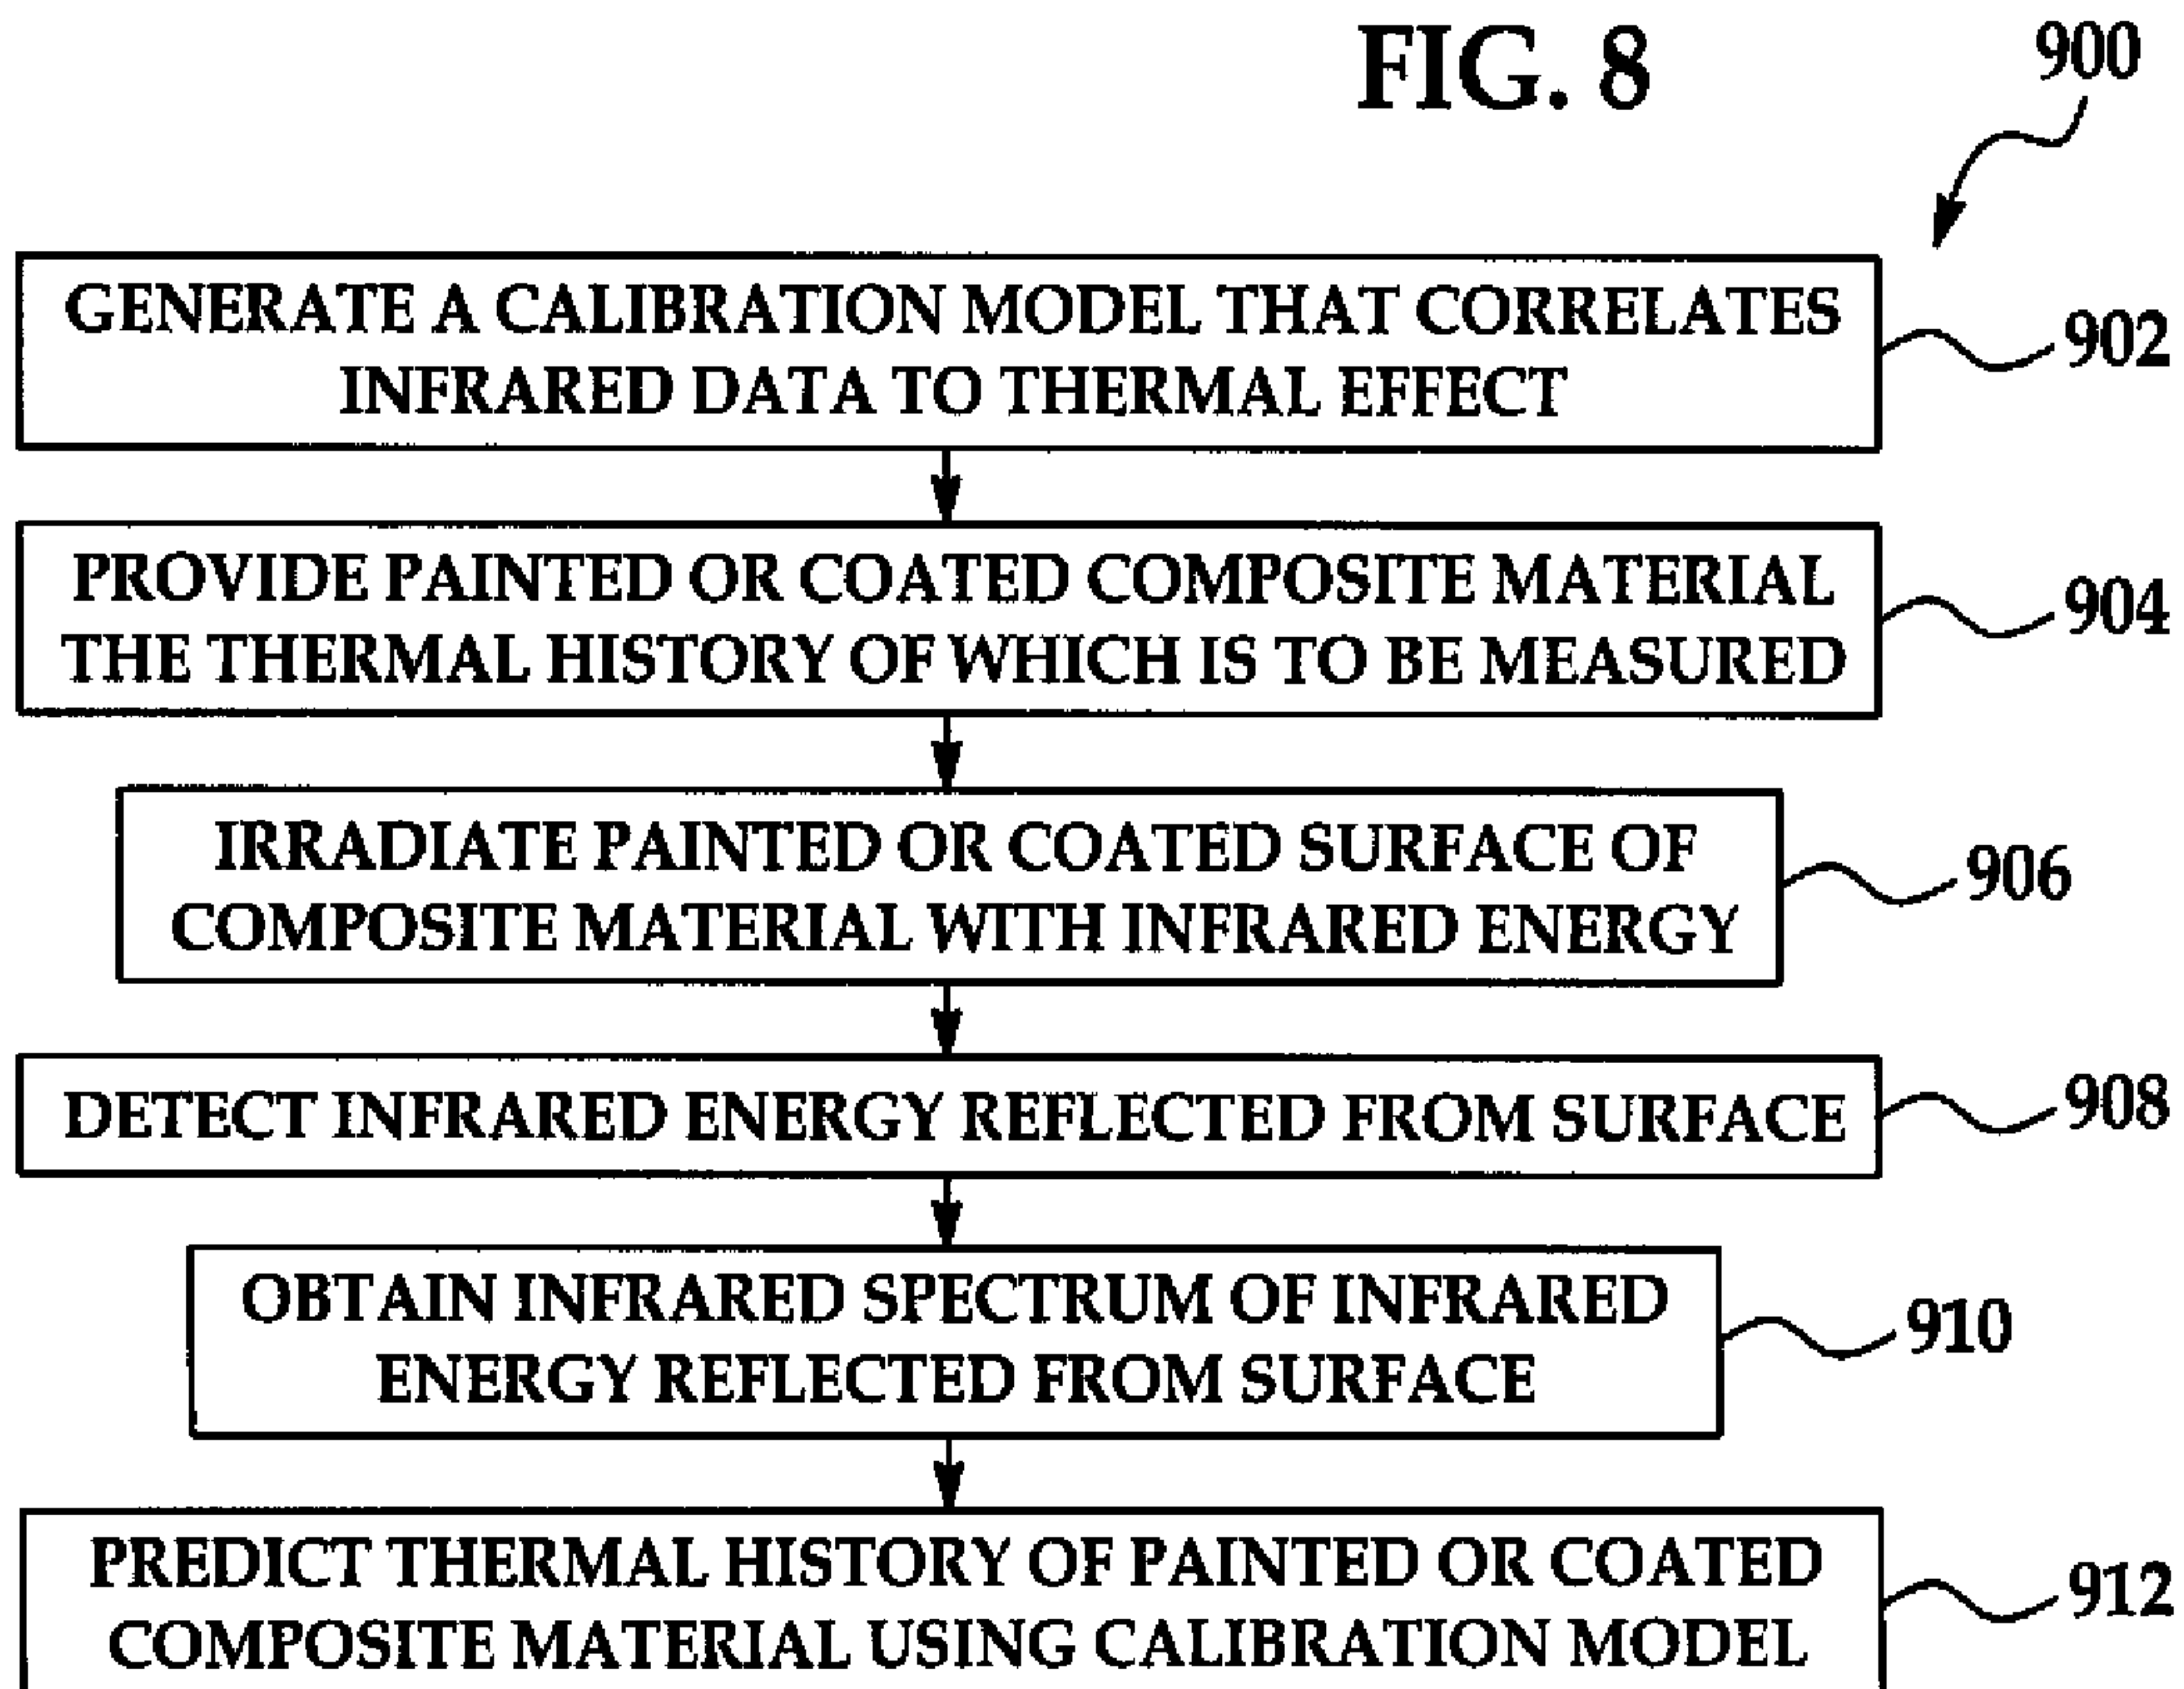 FIG. 8
900
GENERATE A CALIBRATION MODEL THAT CORRELATES
INFRARED DATA TO THERMAL EFFECT
902
PROVIDE PAINTED OR COATED COMPOSITE MATERIAL
THE THERMAL HISTORY OF WHICH IS TO BE MEASURED
904
IRRADIATE PAINTED OR COATED SURFACE OF
COMPOSITE MATERIAL WITH INFRARED ENERGY
906
DETECT INFRARED ENERGY REFLECTED FROM SURFACE
908
OBTAIN INFRARED SPECTRUM OF INFRARED
ENERGY REFLECTED FROM SURFACE
910
PREDICT THERMAL HISTORY OF PAINTED OR COATED
COMPOSITE MATERIAL USING CALIBRATION MODEL
912